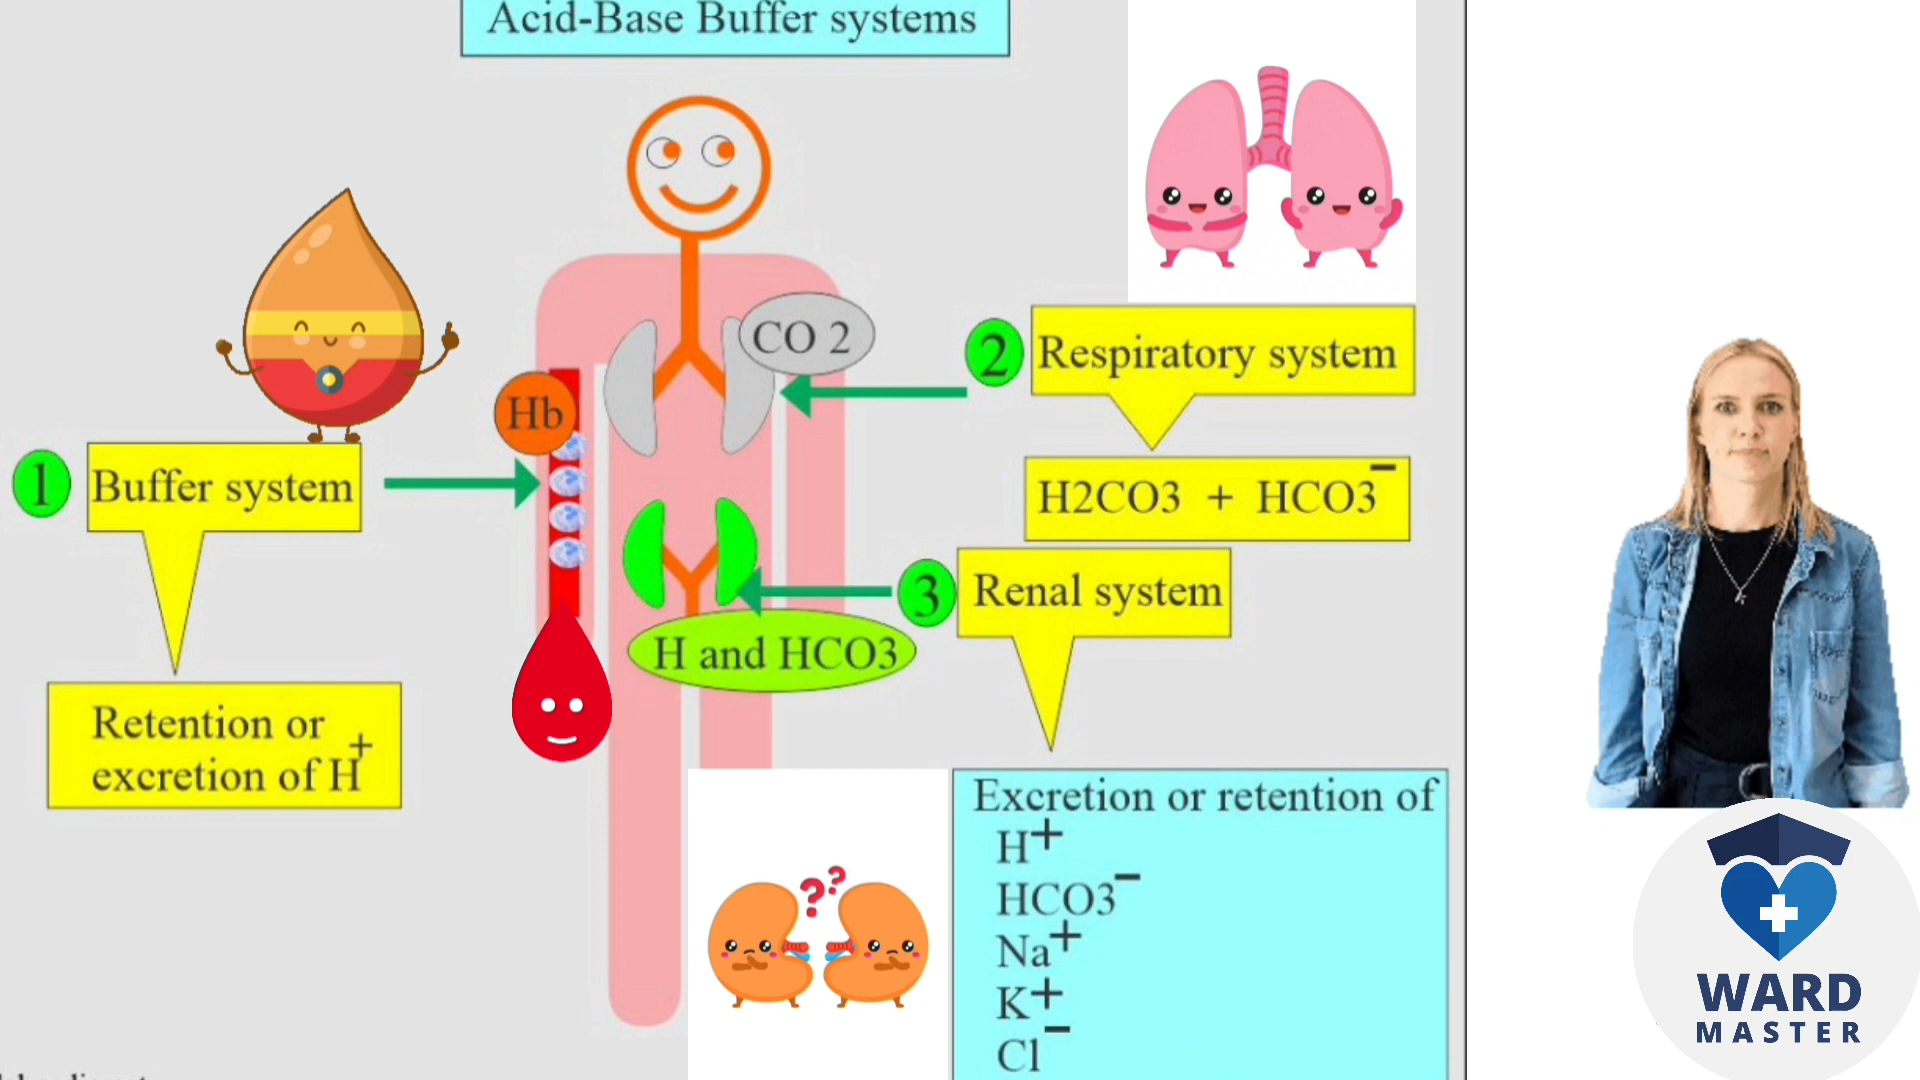 Acid-Base Buffer systems
CO 2
2
Respiratory system
Hb
1
Buffer system
H2CO3 + HCO3⁻
3
Renal system
H and HCO3
Retention or
excretion of H⁺
Excretion or retention of
H⁺
HCO3⁻
Na⁺
K⁺
Cl⁻
??
WARD
MASTER